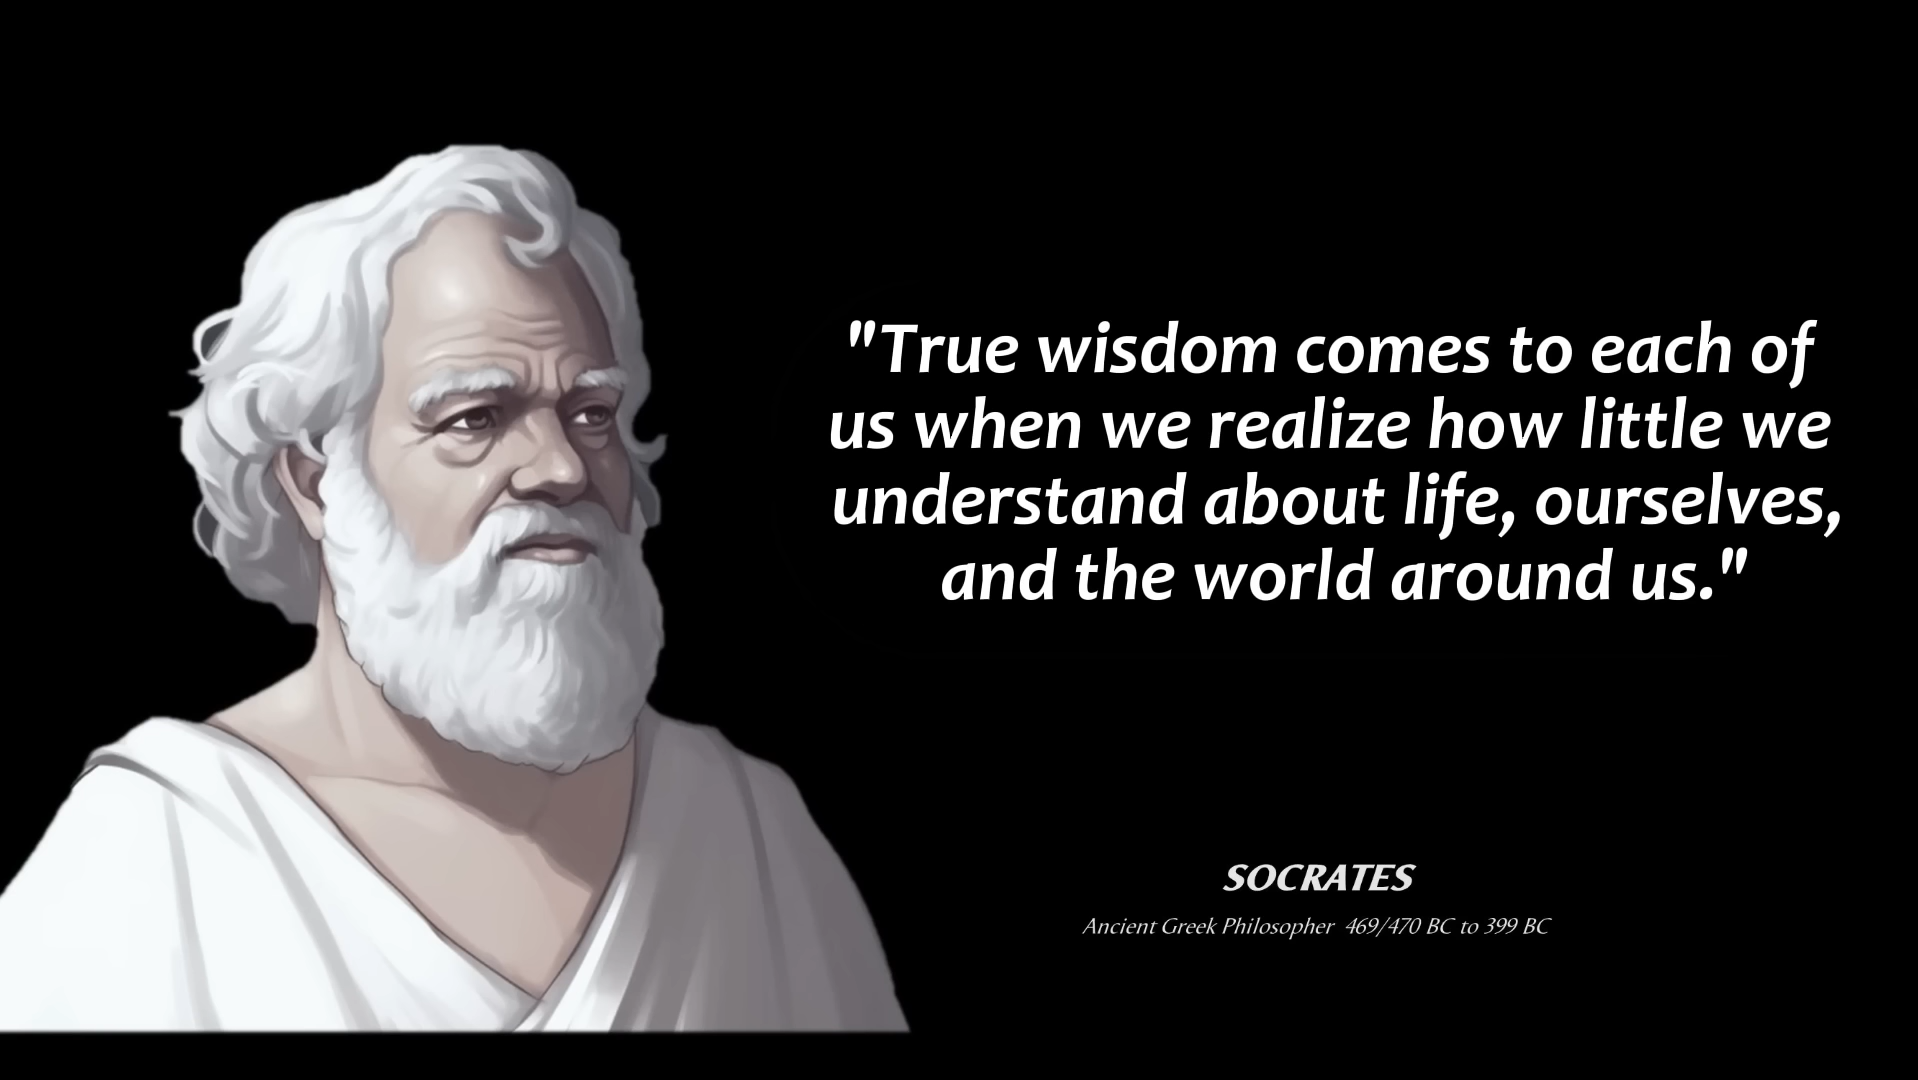 "True wisdom comes to each of
us when we realize how little we
understand about life, ourselves,
and the world around us."
SOCRATES
Ancient Greek Philosopher 469/470 BC to 399 BC